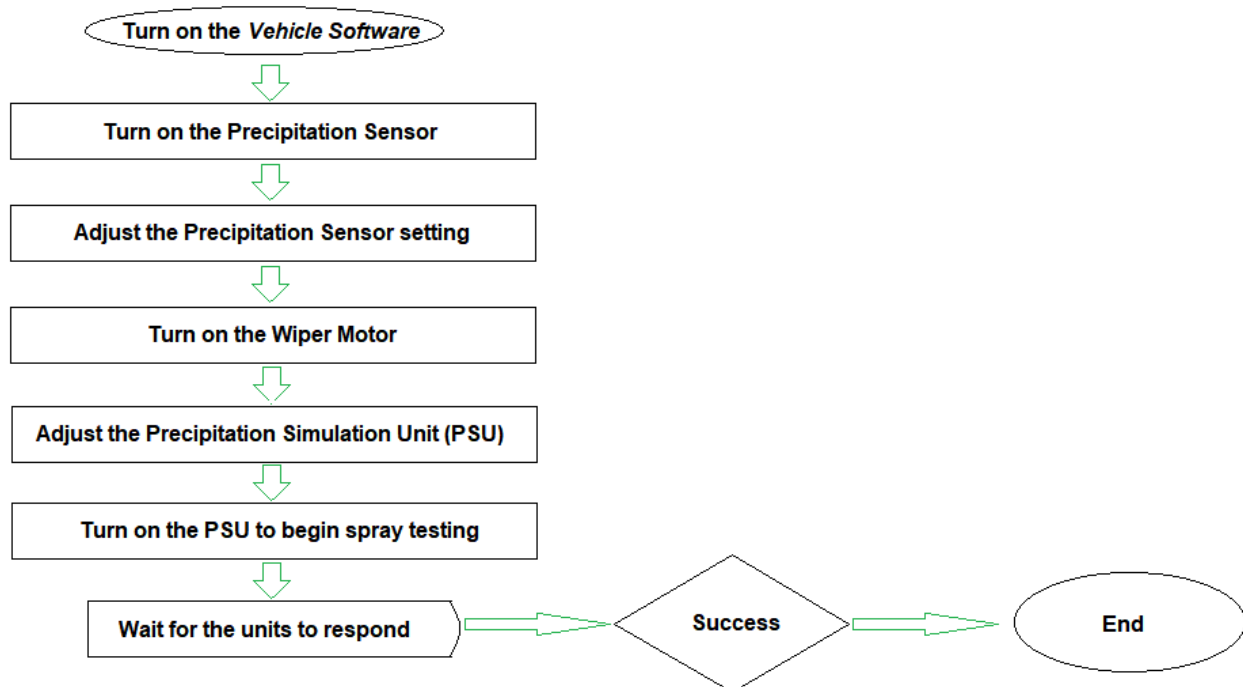 Turn on the Vehicle Software
Turn on the Precipitation Sensor
Adjust the Precipitation Sensor setting
Turn on the Wiper Motor
Adjust the Precipitation Simulation Unit (PSU)
Turn on the PSU to begin spray testing
Wait for the units to respond
Success
End